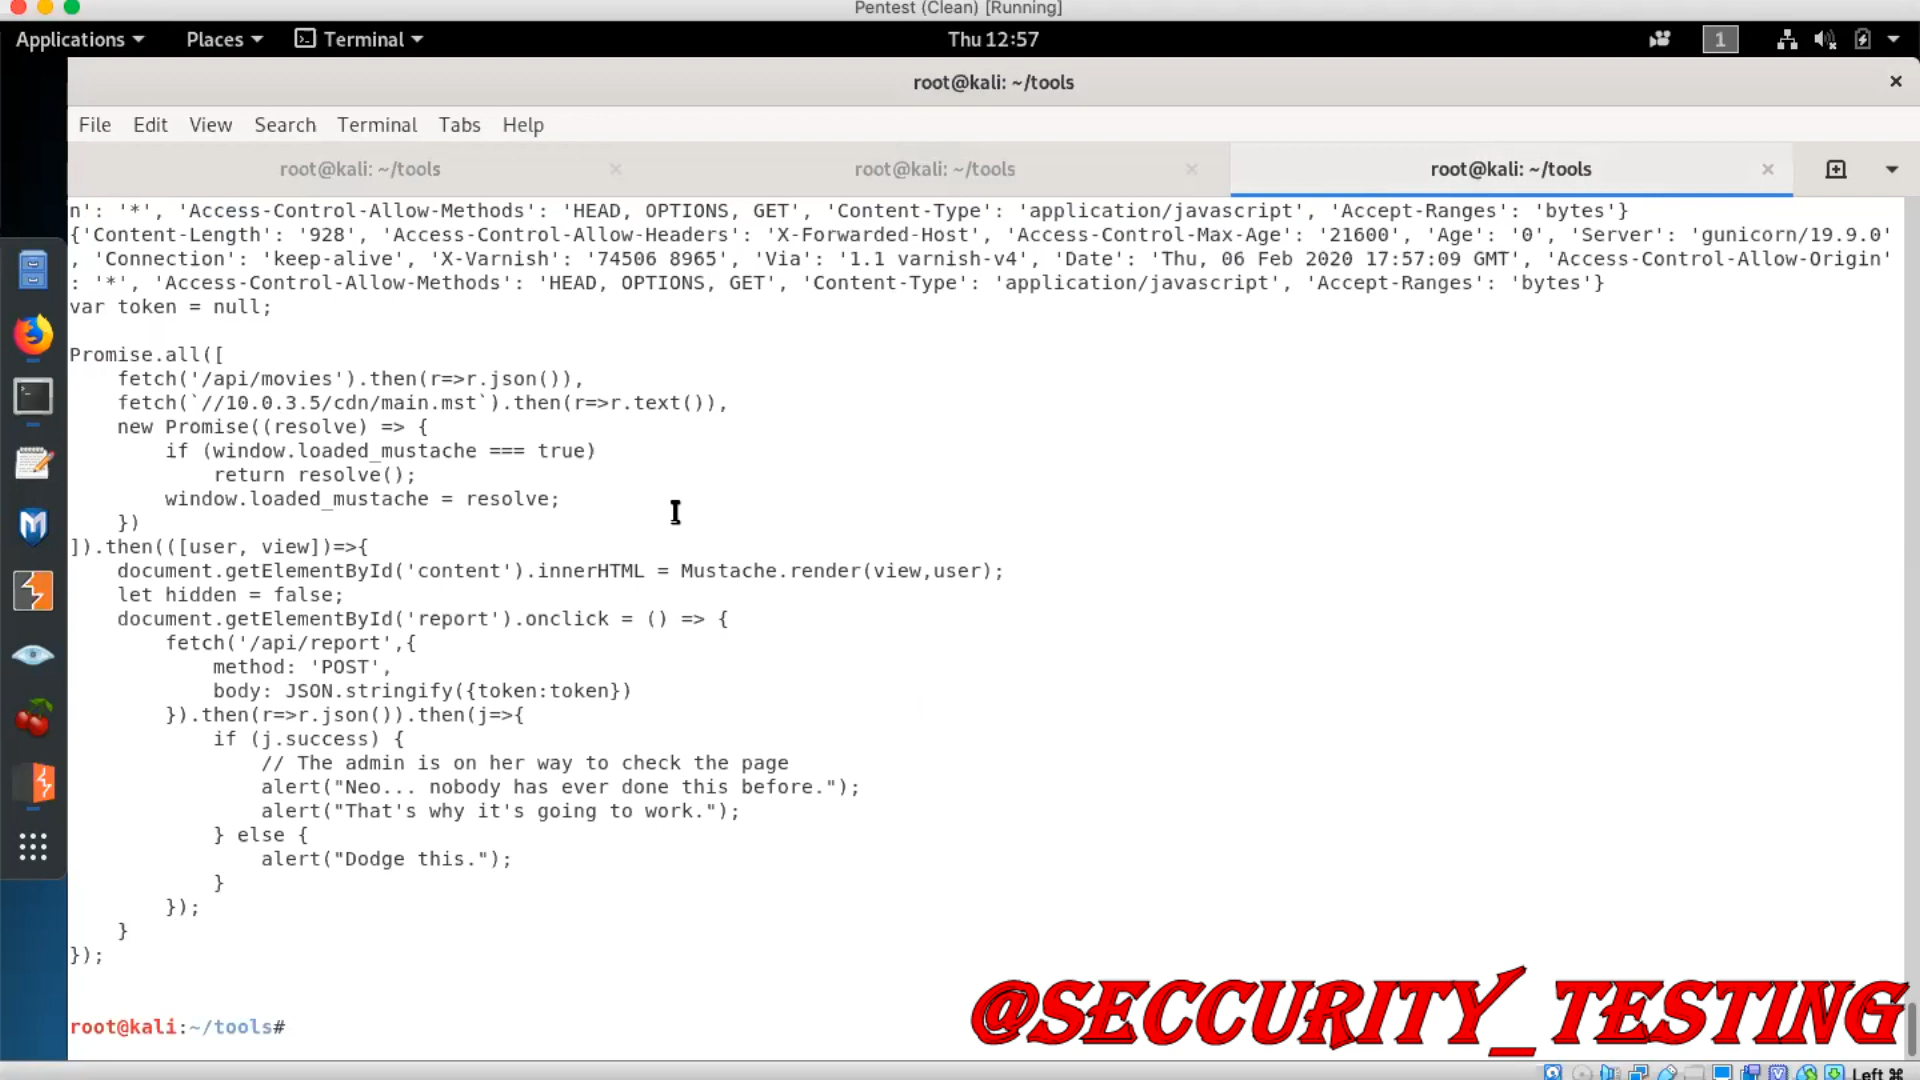 Pentest (Clean) [Running]
Applications Places Terminal Thu 12:57 1
root@kali: ~/tools
File Edit View Search Terminal Tabs Help
root@kali: ~/tools root@kali: ~/tools root@kali: ~/tools
n': '*', 'Access-Control-Allow-Methods': 'HEAD, OPTIONS, GET', 'Content-Type': 'application/javascript', 'Accept-Ranges': 'bytes'}
{'Content-Length': '928', 'Access-Control-Allow-Headers': 'X-Forwarded-Host', 'Access-Control-Max-Age': '21600', 'Age': '0', 'Server': 'gunicorn/19.9.0'
, 'Connection': 'keep-alive', 'X-Varnish': '74506 8965', 'Via': '1.1 varnish-v4', 'Date': 'Thu, 06 Feb 2020 17:57:09 GMT', 'Access-Control-Allow-Origin'
: '*', 'Access-Control-Allow-Methods': 'HEAD, OPTIONS, GET', 'Content-Type': 'application/javascript', 'Accept-Ranges': 'bytes'}
var token = null;
Promise.all([
    fetch('/api/movies').then(r=>r.json()),
    fetch(`//10.0.3.5/cdn/main.mst`).then(r=>r.text()),
    new Promise((resolve) => {
        if (window.loaded_mustache === true)
            return resolve();
        window.loaded_mustache = resolve;
    })
]).then(([user, view])=>{
    document.getElementById('content').innerHTML = Mustache.render(view,user);
    let hidden = false;
    document.getElementById('report').onclick = () => {
        fetch('/api/report',{
            method: 'POST',
            body: JSON.stringify({token:token})
        }).then(r=>r.json()).then(j=>{
            if (j.success) {
                // The admin is on her way to check the page
                alert("Neo... nobody has ever done this before.");
                alert("That's why it's going to work.");
            } else {
                alert("Dodge this.");
            }
        });
    }
});
root@kali:~/tools#
@SECCURITY_TESTING
Left ⌘